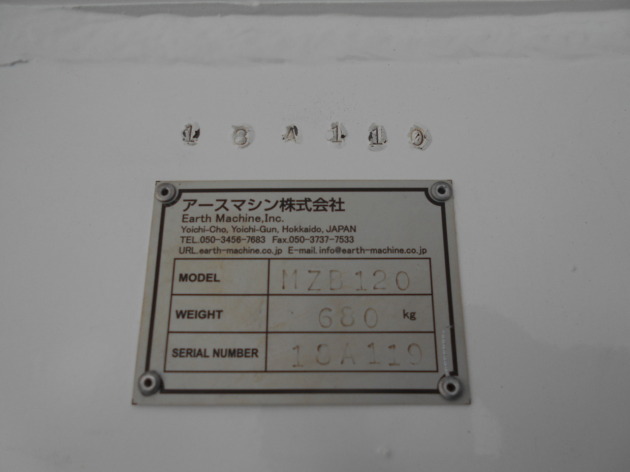 18A110
アースマシン株式会社
Earth Machine,Inc.
Yoichi-Cho, Yoichi-Gun, Hokkaido, JAPAN
TEL.050-3456-7683 Fax.050-3737-7533
URL.earth-machine.co.jp E-mail.info@earth-machine.co.jp
MODEL MZB120
WEIGHT 680 kg
SERIAL NUMBER 18A110